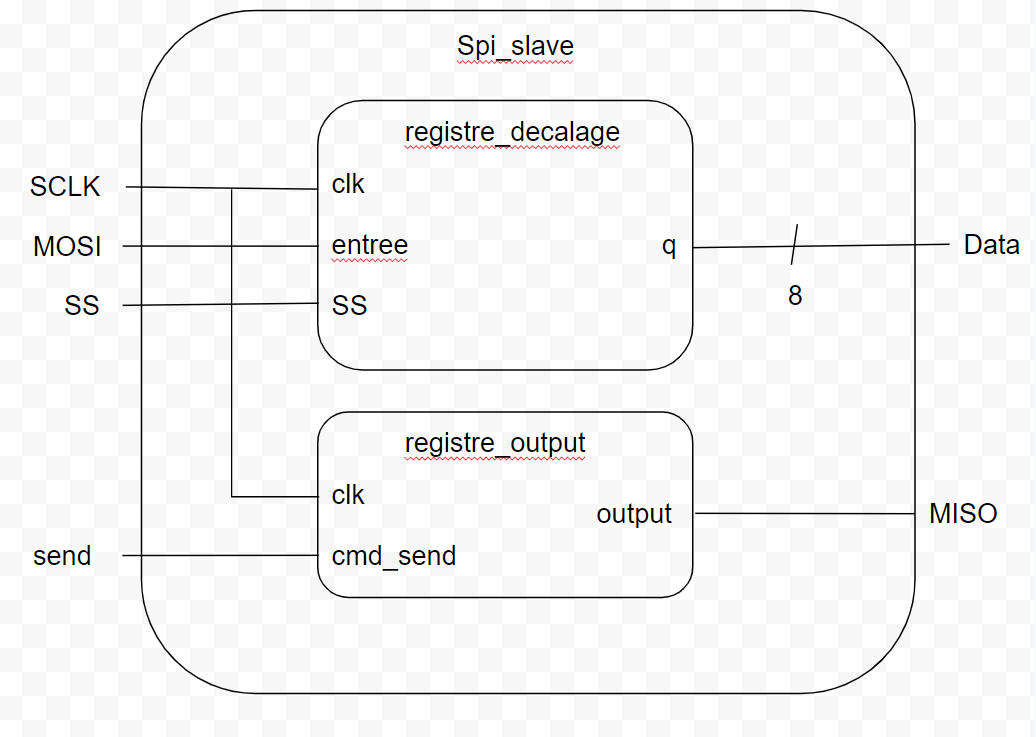 Spi_slave
registre_decalage
SCLK
clk
MOSI
entree
q
Data
SS
SS
8
registre_output
clk
output
MISO
send
cmd_send